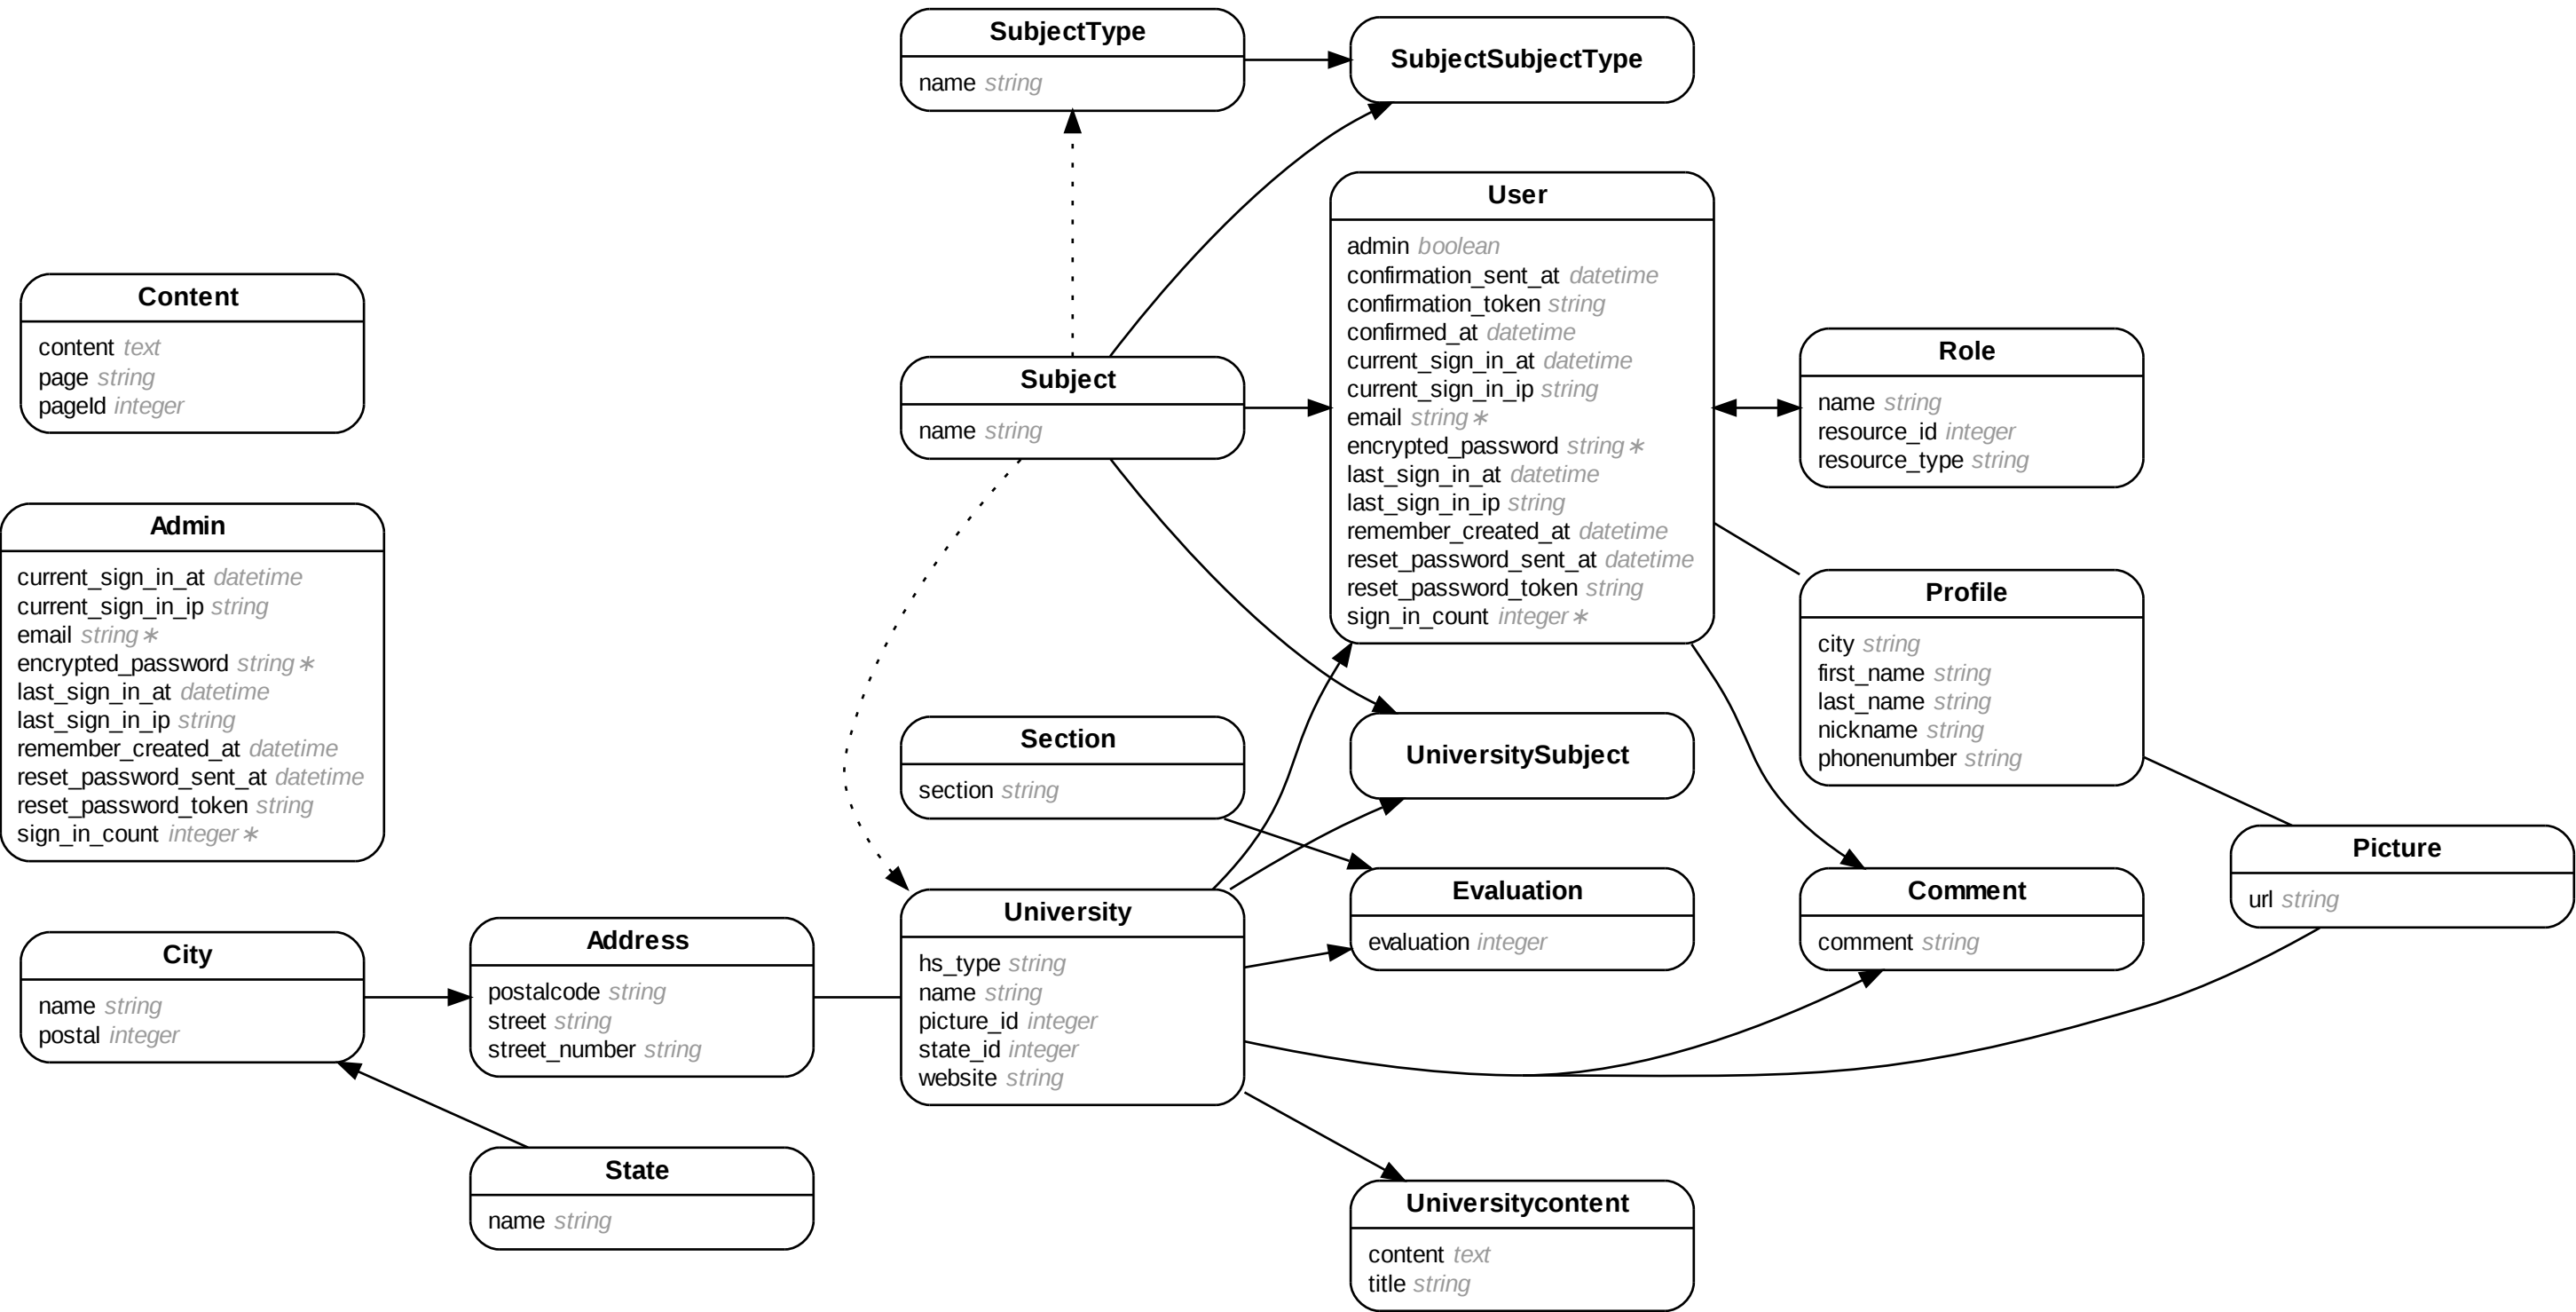 SubjectType
name string
SubjectSubjectType
User
admin boolean
confirmation_sent_at datetime
confirmation_token string
confirmed_at datetime
current_sign_in_at datetime
current_sign_in_ip string
email string∗
encrypted_password string∗
last_sign_in_at datetime
last_sign_in_ip string
remember_created_at datetime
reset_password_sent_at datetime
reset_password_token string
sign_in_count integer∗
Content
content text
page string
pageId integer
Subject
name string
Role
name string
resource_id integer
resource_type string
Admin
current_sign_in_at datetime
current_sign_in_ip string
email string∗
encrypted_password string∗
last_sign_in_at datetime
last_sign_in_ip string
remember_created_at datetime
reset_password_sent_at datetime
reset_password_token string
sign_in_count integer∗
Profile
city string
first_name string
last_name string
nickname string
phonenumber string
Section
section string
UniversitySubject
Picture
url string
University
hs_type string
name string
picture_id integer
state_id integer
website string
Evaluation
evaluation integer
Comment
comment string
City
name string
postal integer
Address
postalcode string
street string
street_number string
State
name string
Universitycontent
content text
title string